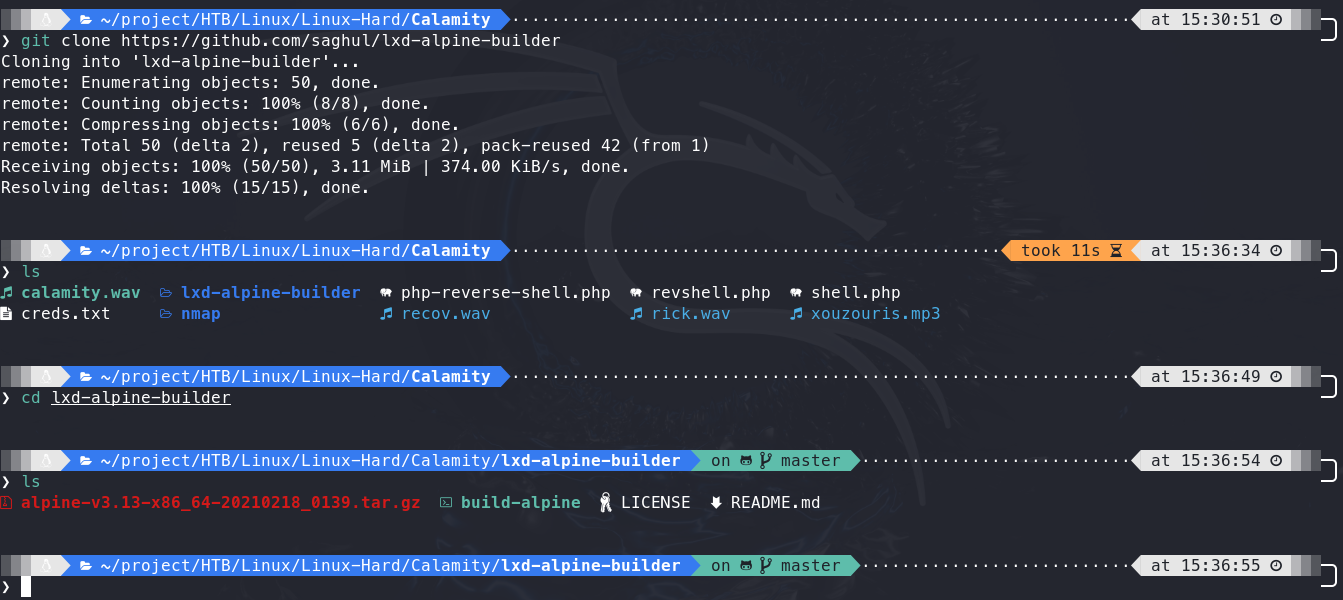 ~/project/HTB/Linux/Linux-Hard/Calamity at 15:30:51
❯ git clone https://github.com/saghul/lxd-alpine-builder
Cloning into 'lxd-alpine-builder'...
remote: Enumerating objects: 50, done.
remote: Counting objects: 100% (8/8), done.
remote: Compressing objects: 100% (6/6), done.
remote: Total 50 (delta 2), reused 5 (delta 2), pack-reused 42 (from 1)
Receiving objects: 100% (50/50), 3.11 MiB | 374.00 KiB/s, done.
Resolving deltas: 100% (15/15), done.
~/project/HTB/Linux/Linux-Hard/Calamity took 11s at 15:36:34
❯ ls
calamity.wav lxd-alpine-builder php-reverse-shell.php revshell.php shell.php
creds.txt nmap recov.wav rick.wav xouzouris.mp3
~/project/HTB/Linux/Linux-Hard/Calamity at 15:36:49
❯ cd lxd-alpine-builder
~/project/HTB/Linux/Linux-Hard/Calamity/lxd-alpine-builder on master at 15:36:54
❯ ls
alpine-v3.13-x86_64-20210218_0139.tar.gz build-alpine LICENSE README.md
~/project/HTB/Linux/Linux-Hard/Calamity/lxd-alpine-builder on master at 15:36:55
❯